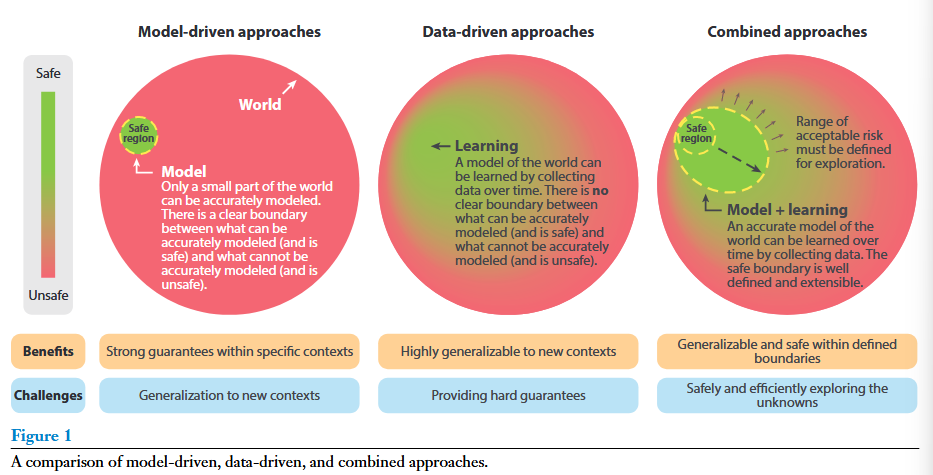 Model-driven approaches
Data-driven approaches
Combined approaches
Safe
Unsafe
World
Safe
region
Model
Only a small part of the world
can be accurately modeled.
There is a clear boundary
between what can be
accurately modeled (and is
safe) and what cannot be
accurately modeled (and is
unsafe).
Learning
A model of the world can
be learned by collecting
data over time. There is no
clear boundary between
what can be accurately
modeled (and is safe) and
what cannot be accurately
modeled (and is unsafe).
Safe
region
Range of
acceptable risk
must be defined
for exploration.
Model + learning
An accurate model of the
world can be learned over
time by collecting data. The
safe boundary is well
defined and extensible.
Benefits
Strong guarantees within specific contexts
Highly generalizable to new contexts
Generalizable and safe within defined
boundaries
Challenges
Generalization to new contexts
Providing hard guarantees
Safely and efficiently exploring the
unknowns
Figure 1
A comparison of model-driven, data-driven, and combined approaches.